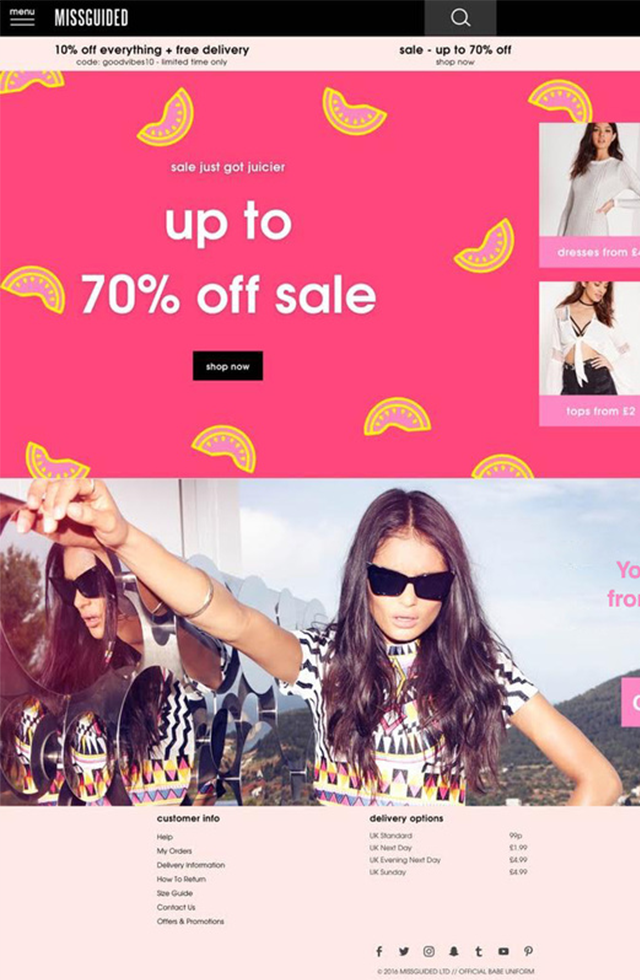 menu
MISSGUIDED
10% off everything + free delivery
code: goodvibes10 - limited time only
sale - up to 70% off
shop now
sale just got juicier
up to
70% off sale
shop now
dresses from £
tops from £2
Yo
fro
customer info
Help
My Orders
Delivery Information
How To Return
Size Guide
Contact Us
Offers & Promotions
delivery options
UK Standard 99p
UK Next Day £1.99
UK Evening Next Day £4.99
UK Sunday £4.99
© 2016 MISSGUIDED LTD // OFFICIAL BABE UNIFORM